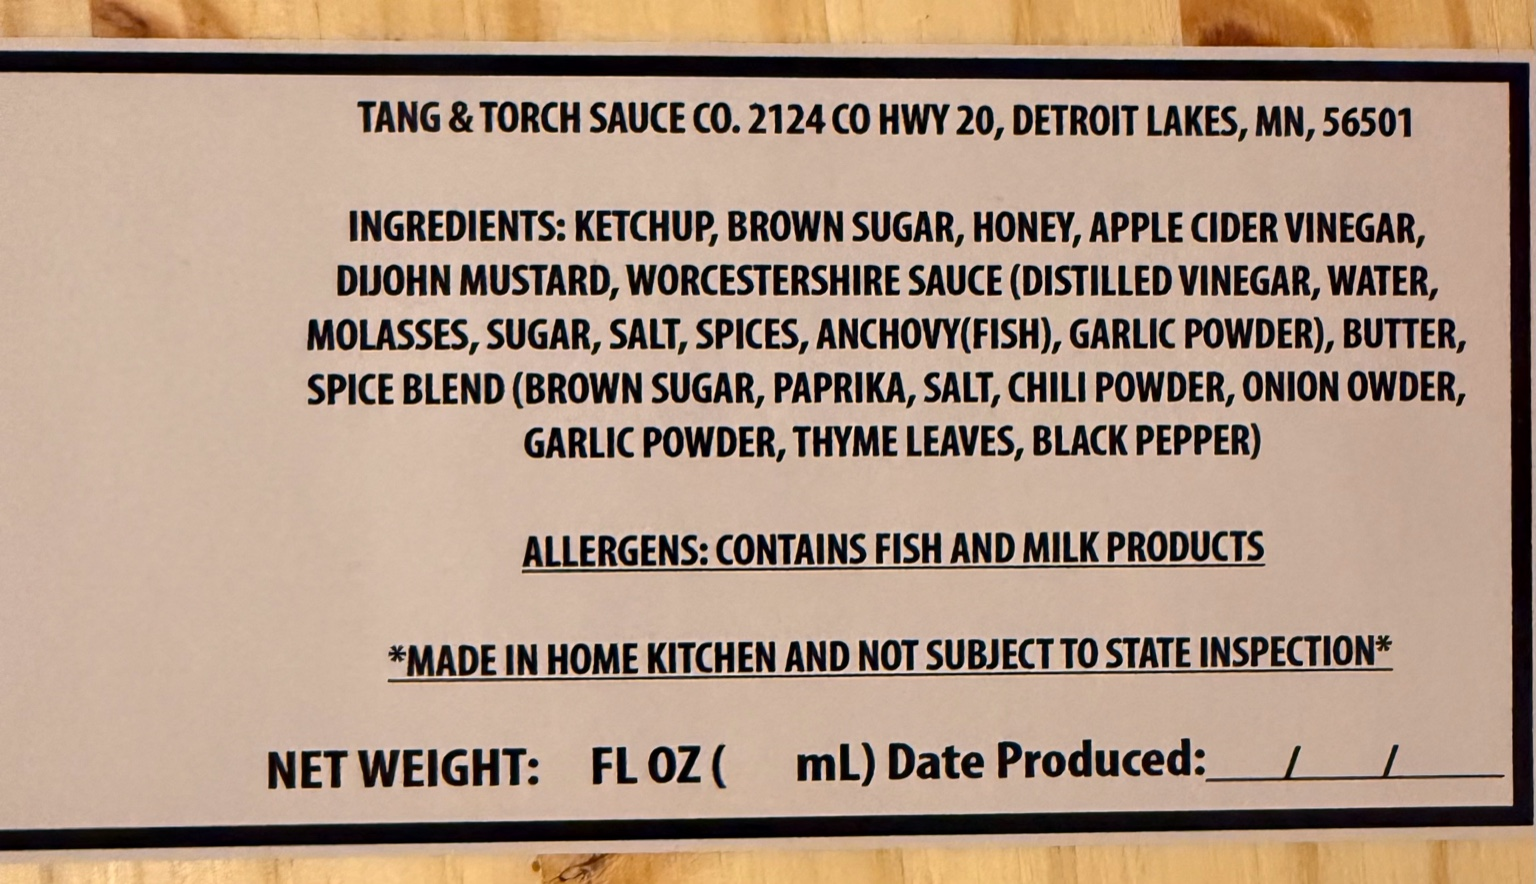 TANG & TORCH SAUCE CO. 2124 CO HWY 20, DETROIT LAKES, MN, 56501
INGREDIENTS: KETCHUP, BROWN SUGAR, HONEY, APPLE CIDER VINEGAR,
DIJOHN MUSTARD, WORCESTERSHIRE SAUCE (DISTILLED VINEGAR, WATER,
MOLASSES, SUGAR, SALT, SPICES, ANCHOVY(FISH), GARLIC POWDER), BUTTER,
SPICE BLEND (BROWN SUGAR, PAPRIKA, SALT, CHILI POWDER, ONION OWDER,
GARLIC POWDER, THYME LEAVES, BLACK PEPPER)
ALLERGENS: CONTAINS FISH AND MILK PRODUCTS
*MADE IN HOME KITCHEN AND NOT SUBJECT TO STATE INSPECTION*
NET WEIGHT: FL OZ ( mL) Date Produced:___/___/___